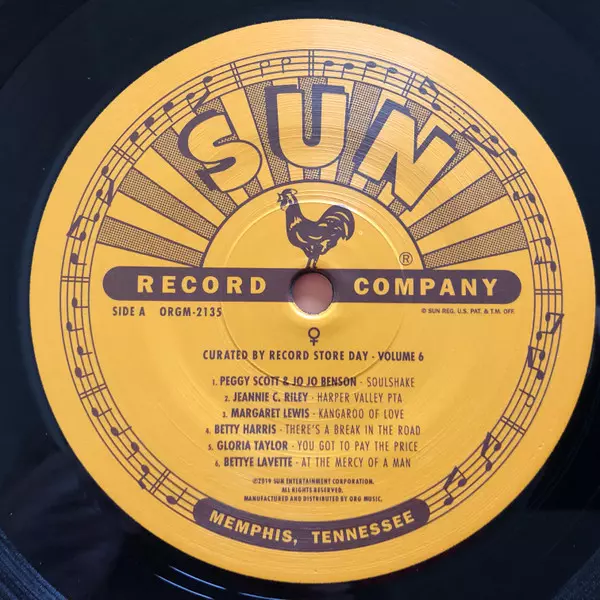 SUN
®
RECORD COMPANY
SIDE A ORGM-2135
© SUN REG. U.S. PAT. & T.M. OFF.
♀
CURATED BY RECORD STORE DAY - VOLUME 6
1. PEGGY SCOTT & JO JO BENSON - SOULSHAKE
2. JEANNIE C. RILEY - HARPER VALLEY PTA
3. MARGARET LEWIS - KANGAROO OF LOVE
4. BETTY HARRIS - THERE'S A BREAK IN THE ROAD
5. GLORIA TAYLOR - YOU GOT TO PAY THE PRICE
6. BETTYE LAVETTE - AT THE MERCY OF A MAN
©2019 SUN ENTERTAINMENT CORPORATION.
ALL RIGHTS RESERVED.
MANUFACTURED AND DISTRIBUTED BY ORG MUSIC.
MEMPHIS, TENNESSEE